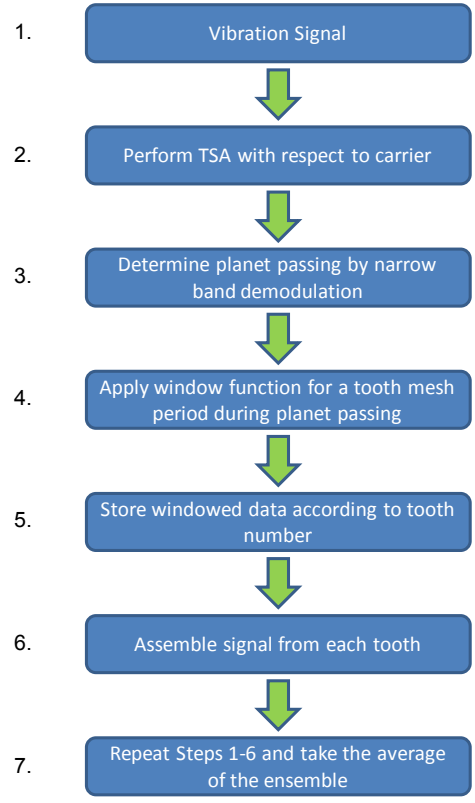 1.
Vibration Signal
2.
Perform TSA with respect to carrier
3.
Determine planet passing by narrow
band demodulation
4.
Apply window function for a tooth mesh
period during planet passing
5.
Store windowed data according to tooth
number
6.
Assemble signal from each tooth
7.
Repeat Steps 1-6 and take the average
of the ensemble